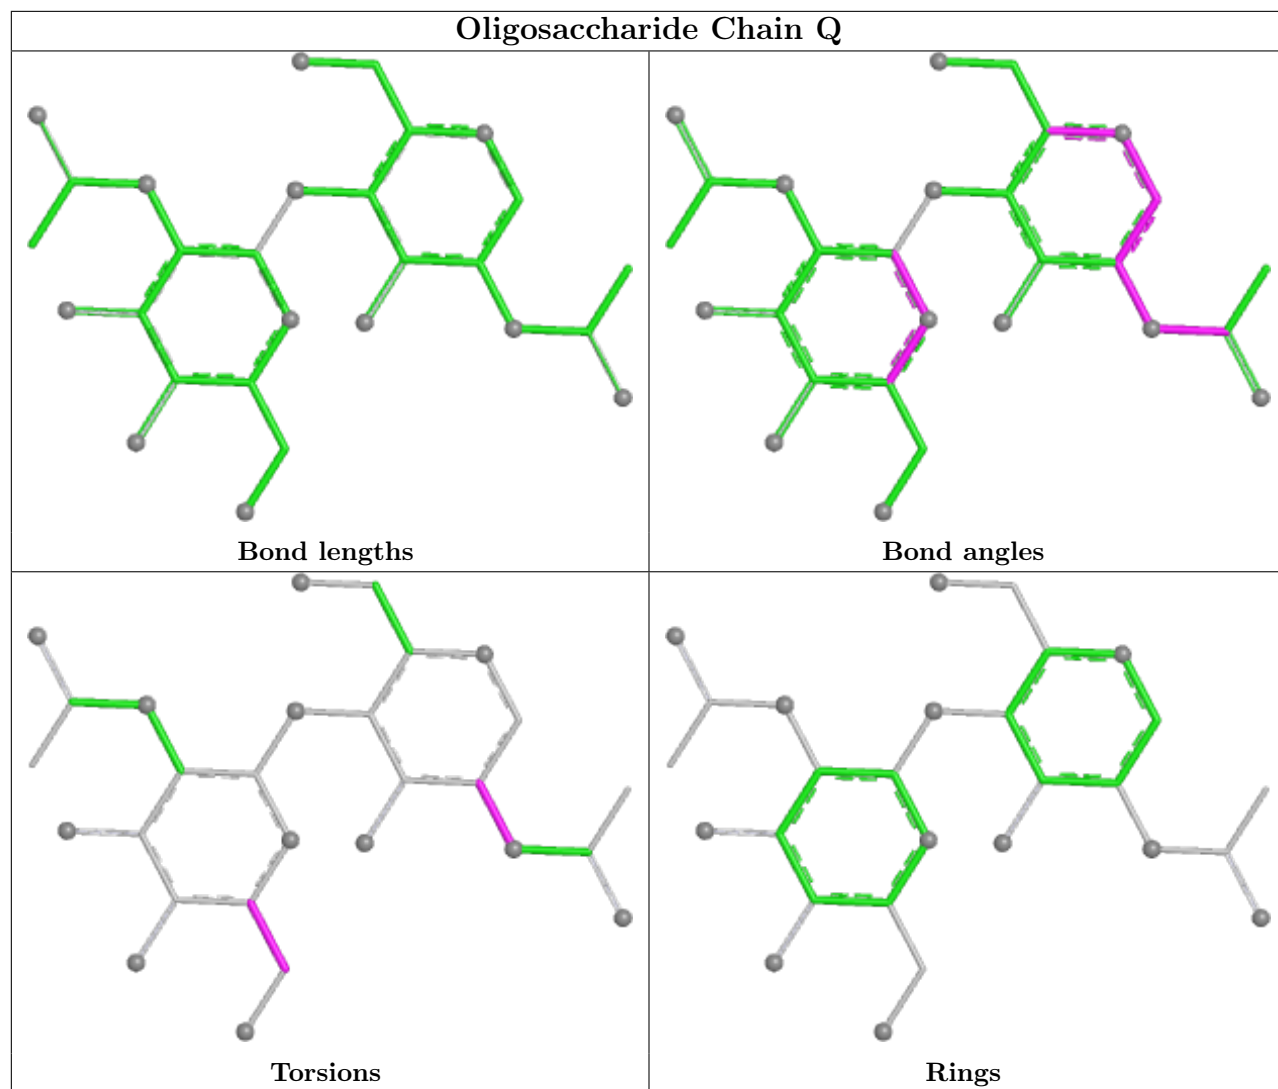 Oligosaccharide Chain Q
Bond lengths
Bond angles
Torsions
Rings